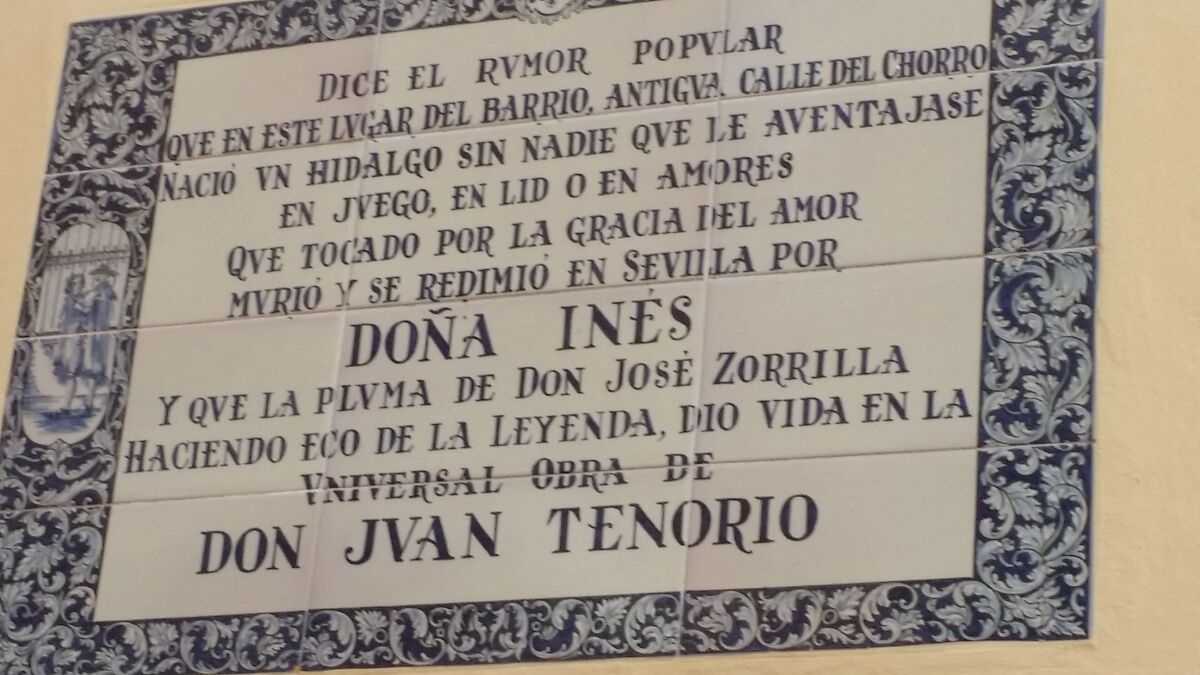 DICE EL RVMOR POPVLAR
QVE EN ESTE LVGAR DEL BARRIO, ANTIGVA CALLE DEL CHORRO
NACIÓ VN HIDALGO SIN NADIE QVE LE AVENTAJASE
EN JVEGO, EN LID O EN AMORES
QVE TOCADO POR LA GRACIA DEL AMOR
MVRIÓ Y SE REDIMIÓ EN SEVILLA POR
DOÑA INÉS
Y QVE LA PLVMA DE DON JOSÉ ZORRILLA
HACIENDO ECO DE LA LEYENDA, DIO VIDA EN LA
VNIVERSAL OBRA DE
DON JVAN TENORIO